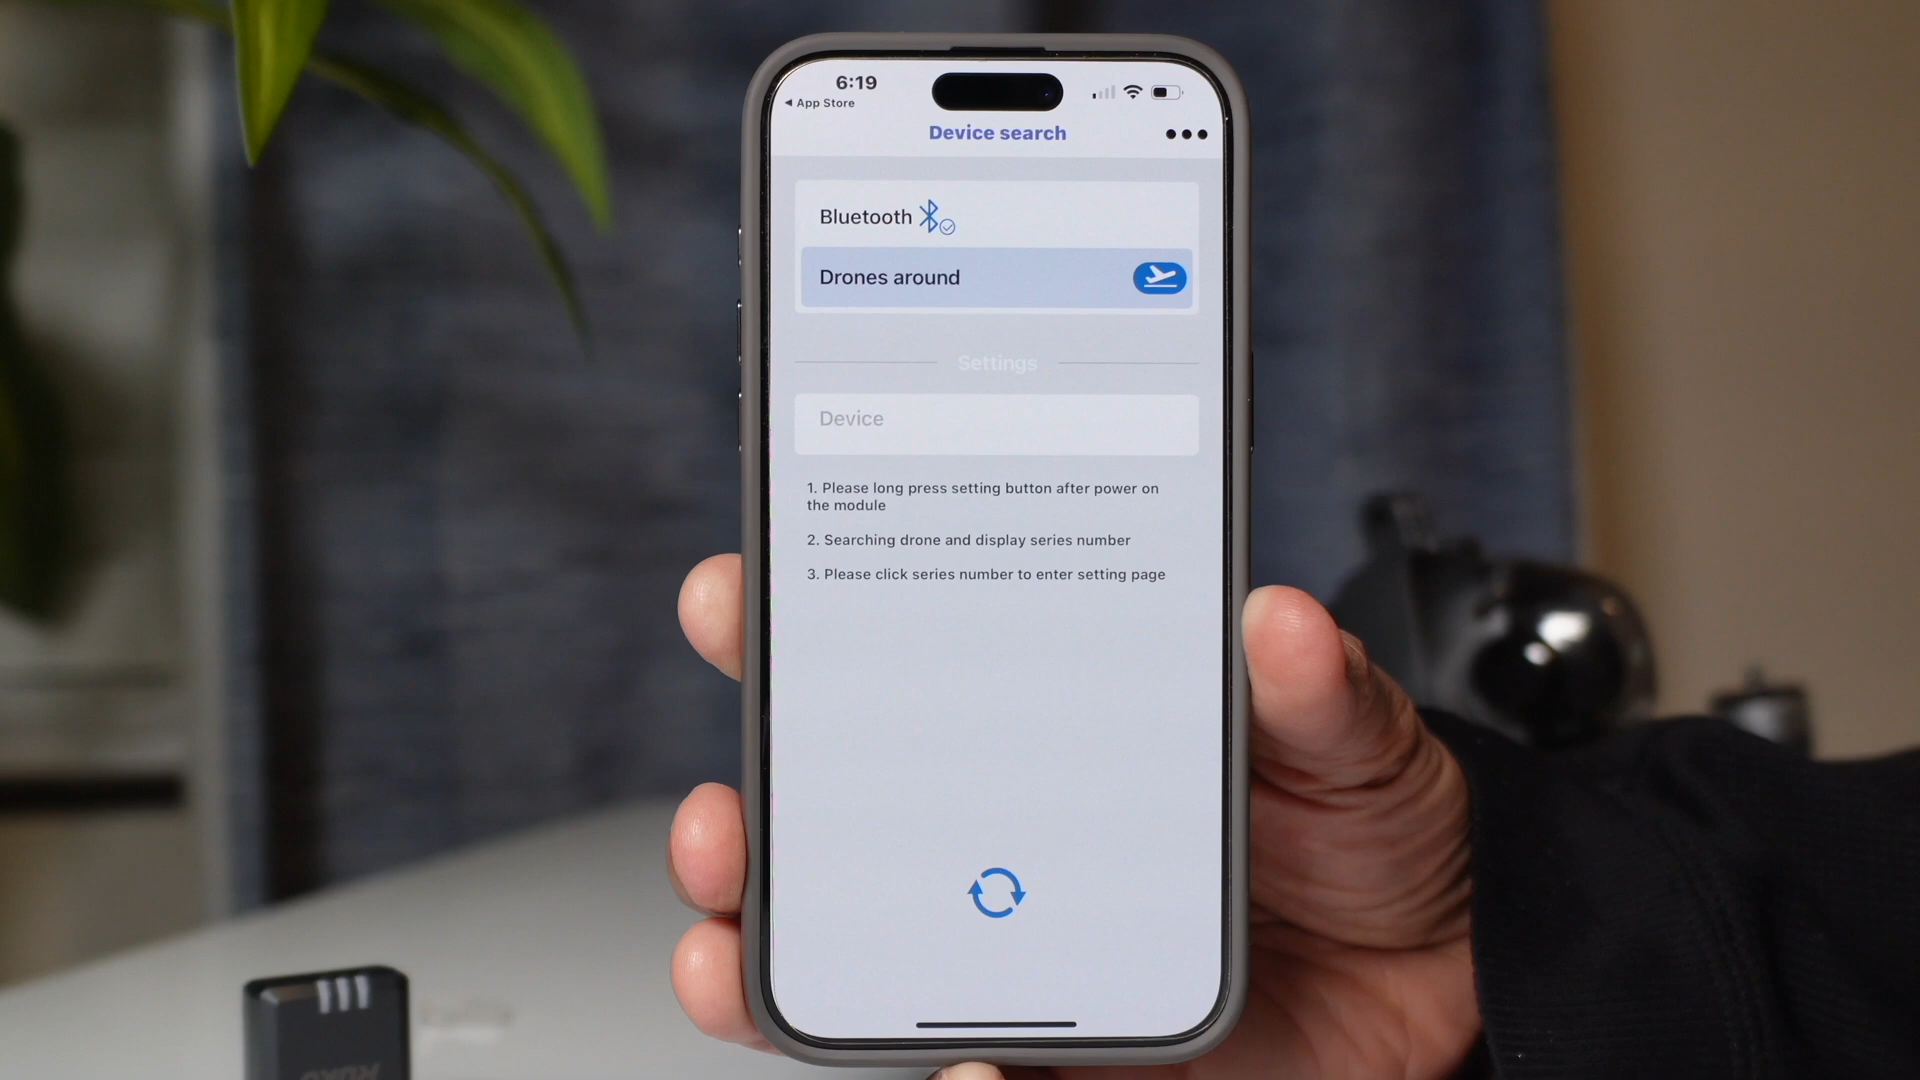 6:19
◀ App Store
Device search
Bluetooth
Drones around
Settings
Device
1. Please long press setting button after power on
the module
2. Searching drone and display series number
3. Please click series number to enter setting page